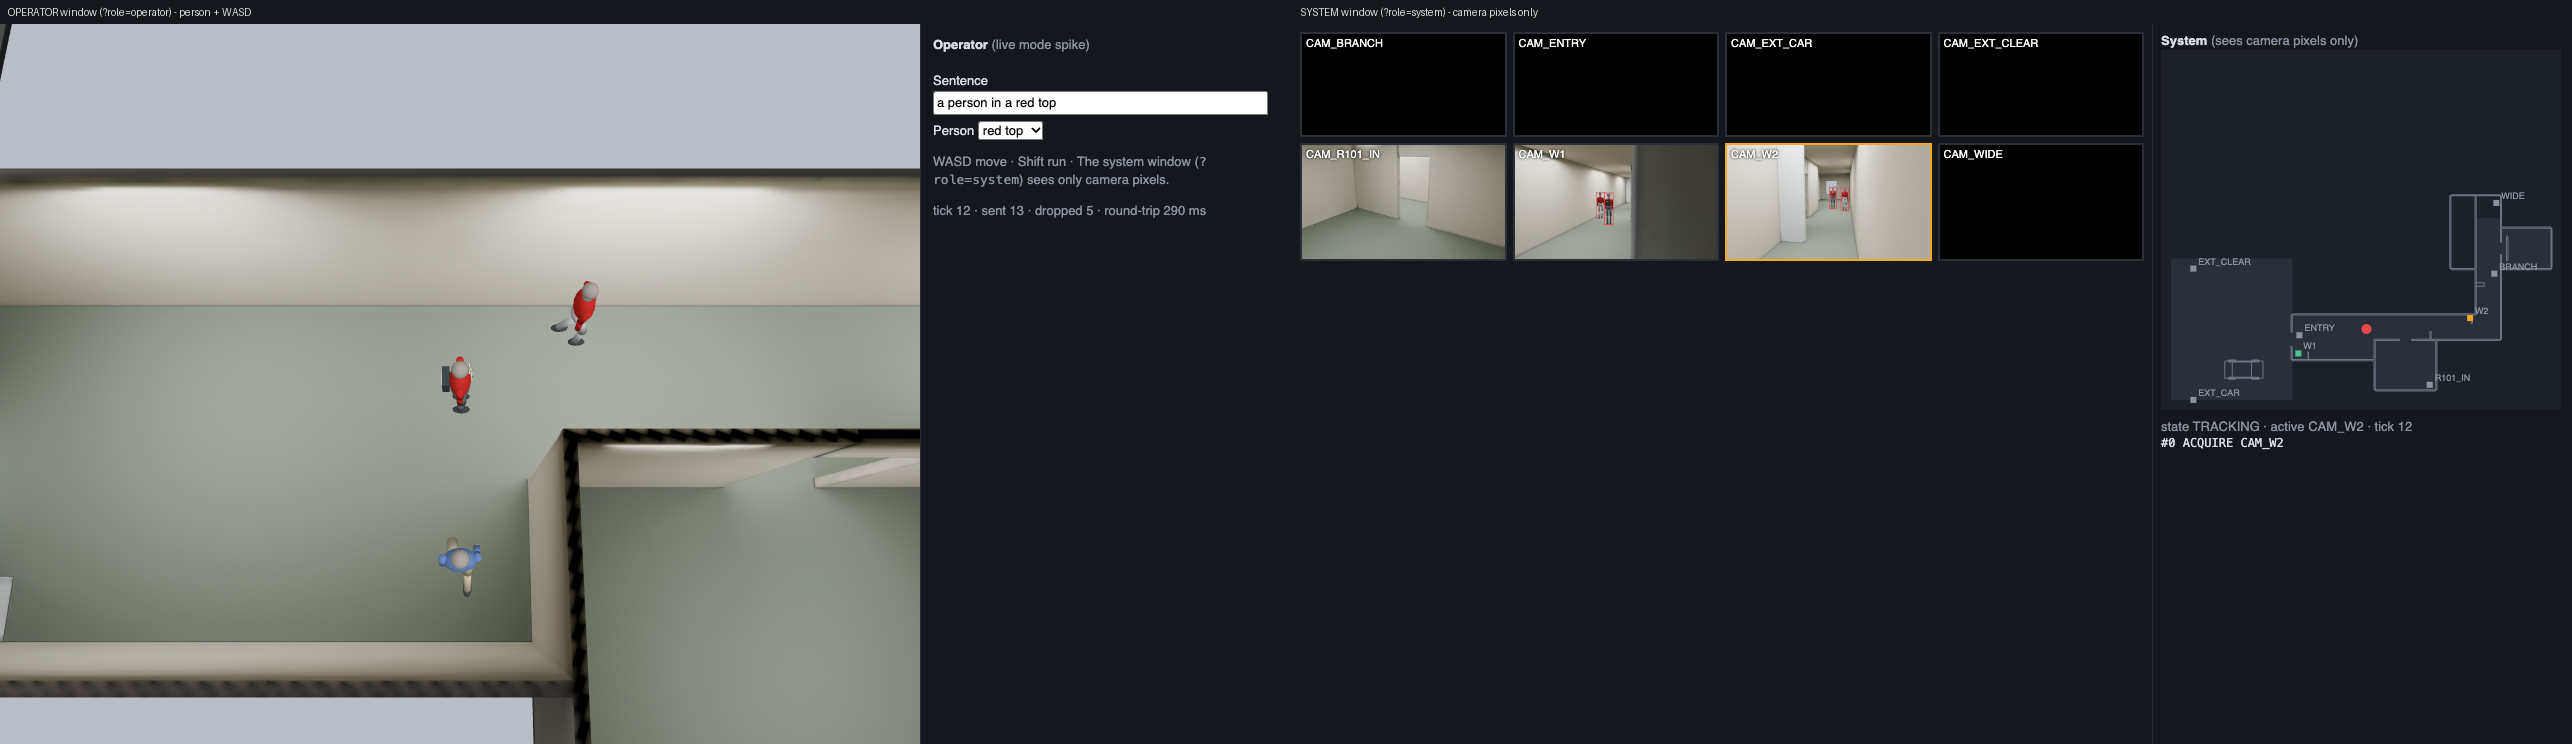 OPERATOR window (?role=operator) - person + WASD
Operator (live mode spike)
Sentence
a person in a red top
Person red top
WASD move · Shift run · The system window (?
role=system) sees only camera pixels.
tick 12 · sent 13 · dropped 5 · round-trip 290 ms
SYSTEM window (?role=system) - camera pixels only
CAM_BRANCH
CAM_ENTRY
CAM_EXT_CAR
CAM_EXT_CLEAR
CAM_R101_IN
CAM_W1
CAM_W2
CAM_WIDE
System (sees camera pixels only)
WIDE
EXT_CLEAR
BRANCH
W2
ENTRY
W1
R101_IN
EXT_CAR
state TRACKING · active CAM_W2 · tick 12
#0 ACQUIRE CAM_W2